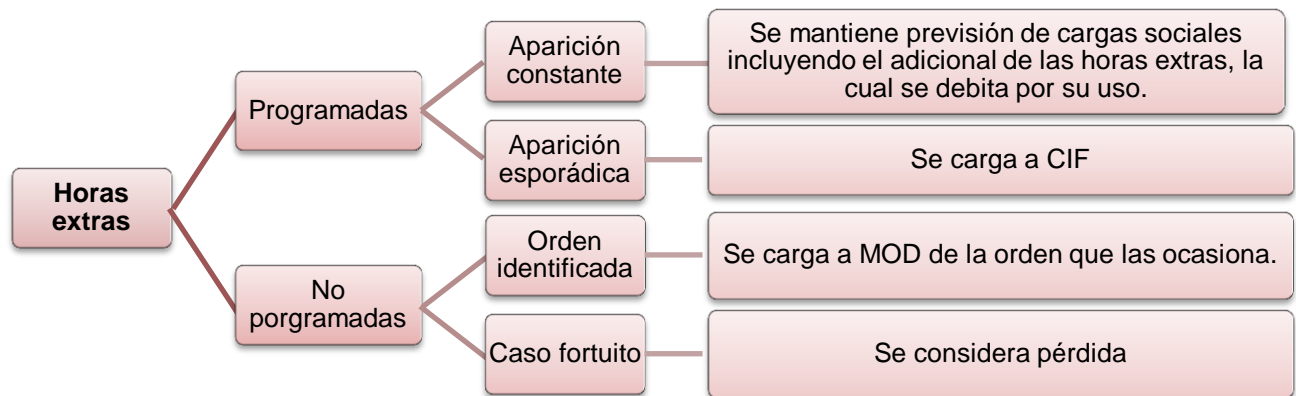 Horas
extras
Programadas
Aparición
constante
Se mantiene previsión de cargas sociales
incluyendo el adicional de las horas extras, la
cual se debita por su uso.
Aparición
esporádica
Se carga a CIF
No
porgramadas
Orden
identificada
Se carga a MOD de la orden que las ocasiona.
Caso fortuito
Se considera pérdida